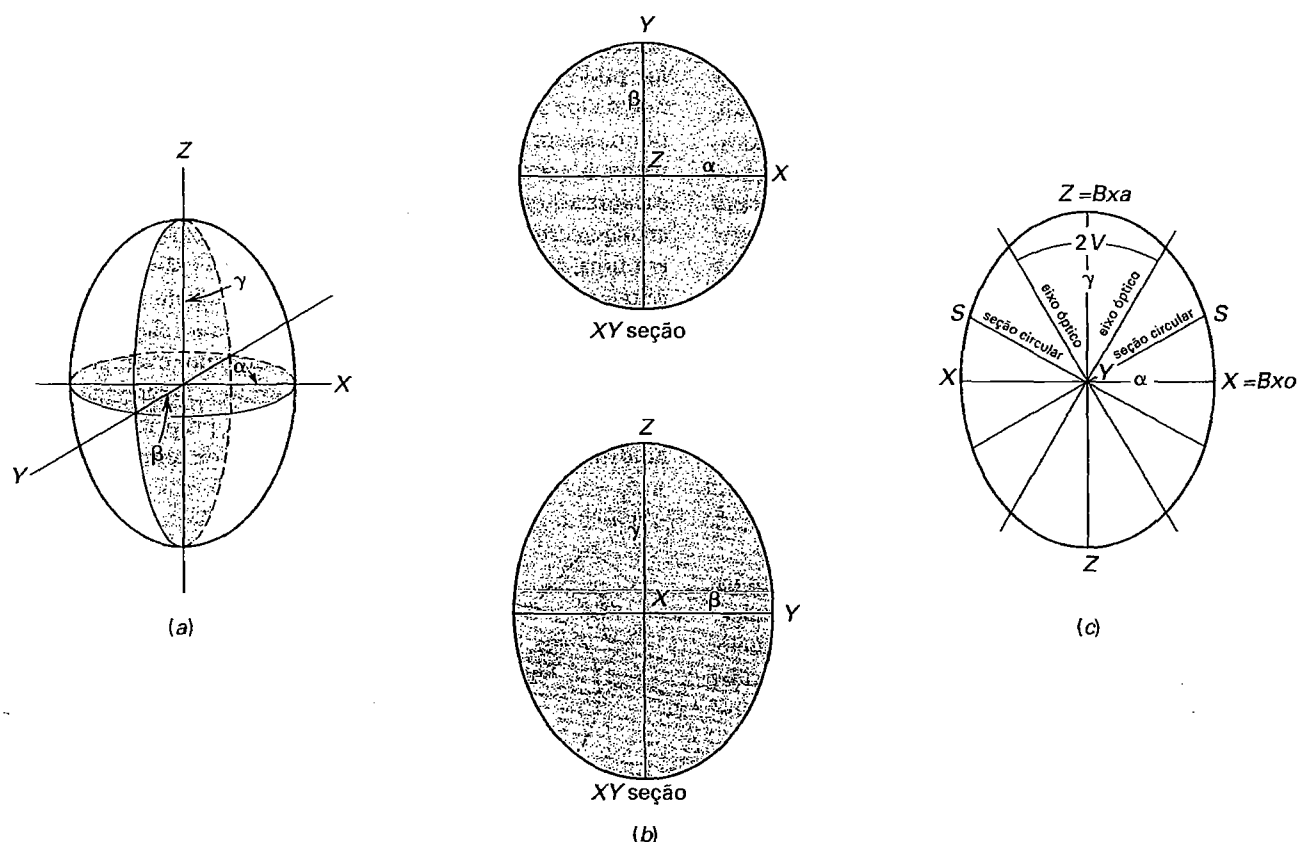 Z
γ
α
X
β
Y
(a)
Y
β
Z
α
X
XY seção
Z
γ
X
β
Y
XY seção
(b)
Z =Bxa
2V
γ
eixo óptico
eixo óptico
S
S
seção circular
seção circular
Y
X
α
X =Bxo
Z
(c)